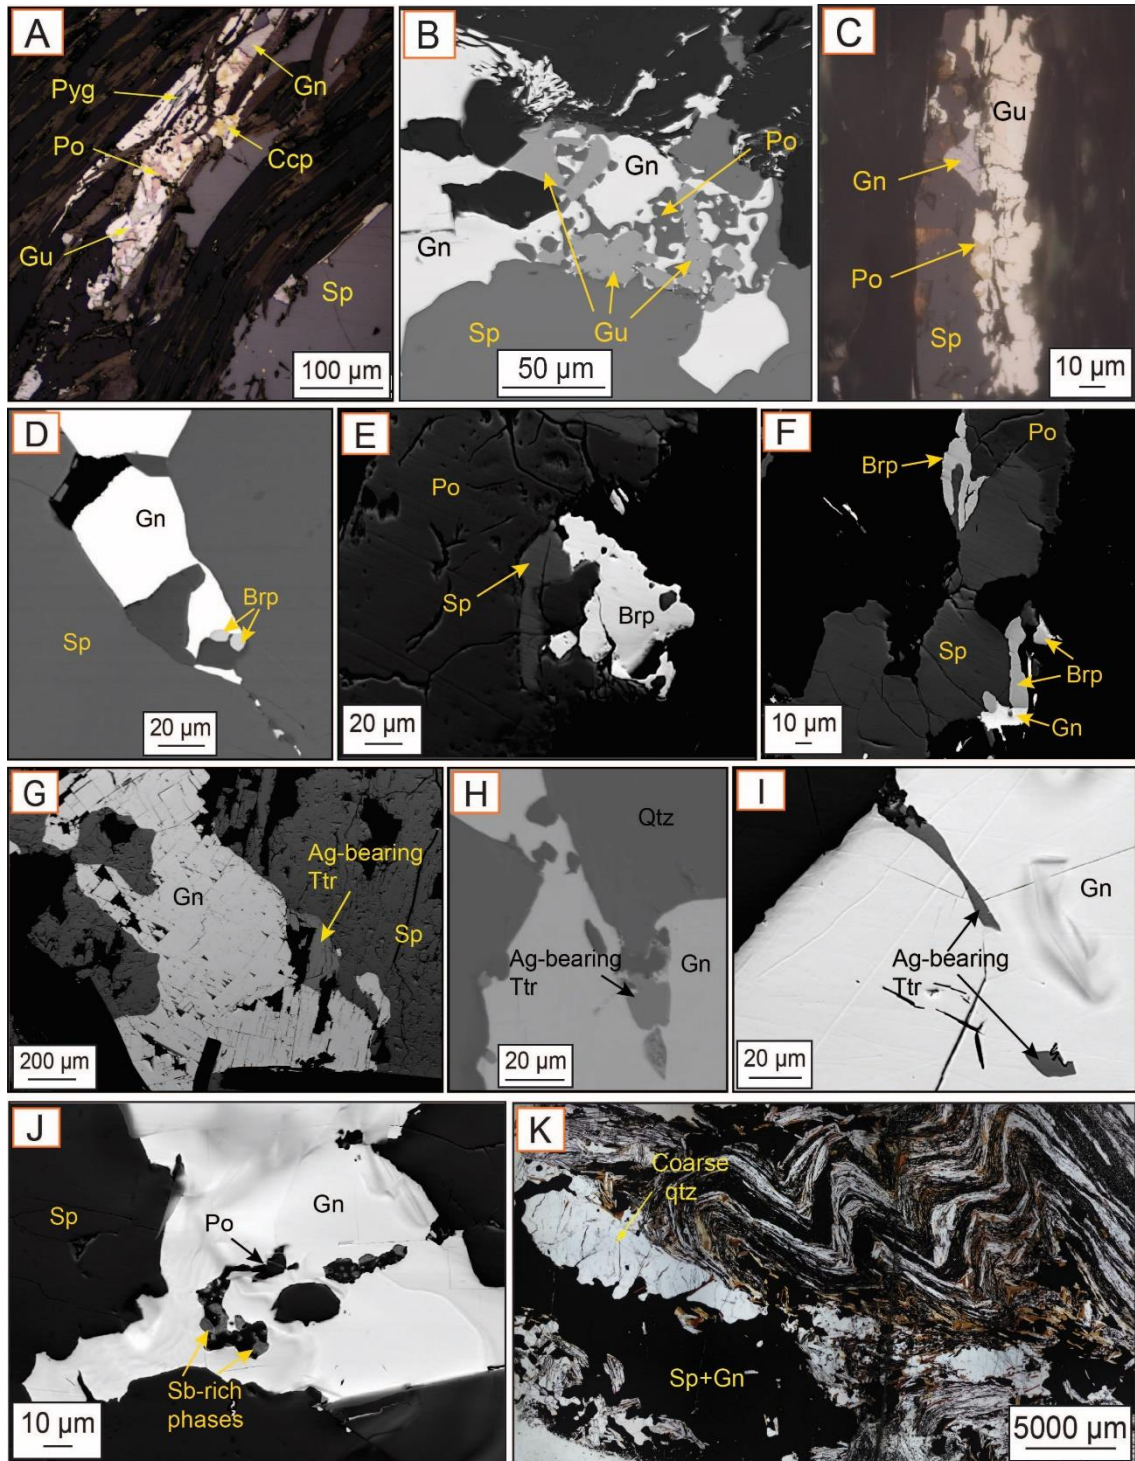 A
Gn
Pyg
Po
Ccp
Gu
Sp
100 µm
B
Po
Gn
Gn
Sp
Gu
50 µm
C
Gu
Gn
Po
Sp
10 µm
D
Gn
Brp
Sp
20 µm
E
Po
Sp
Brp
20 µm
F
Po
Brp
Sp
Brp
Gn
10 µm
G
Ag-bearing
Ttr
Gn
Sp
200 µm
H
Qtz
Ag-bearing
Ttr
Gn
20 µm
I
Gn
Ag-bearing
Ttr
20 µm
J
Sp
Gn
Po
Sb-rich
phases
10 µm
K
Coarse
qtz
Sp+Gn
5000 µm